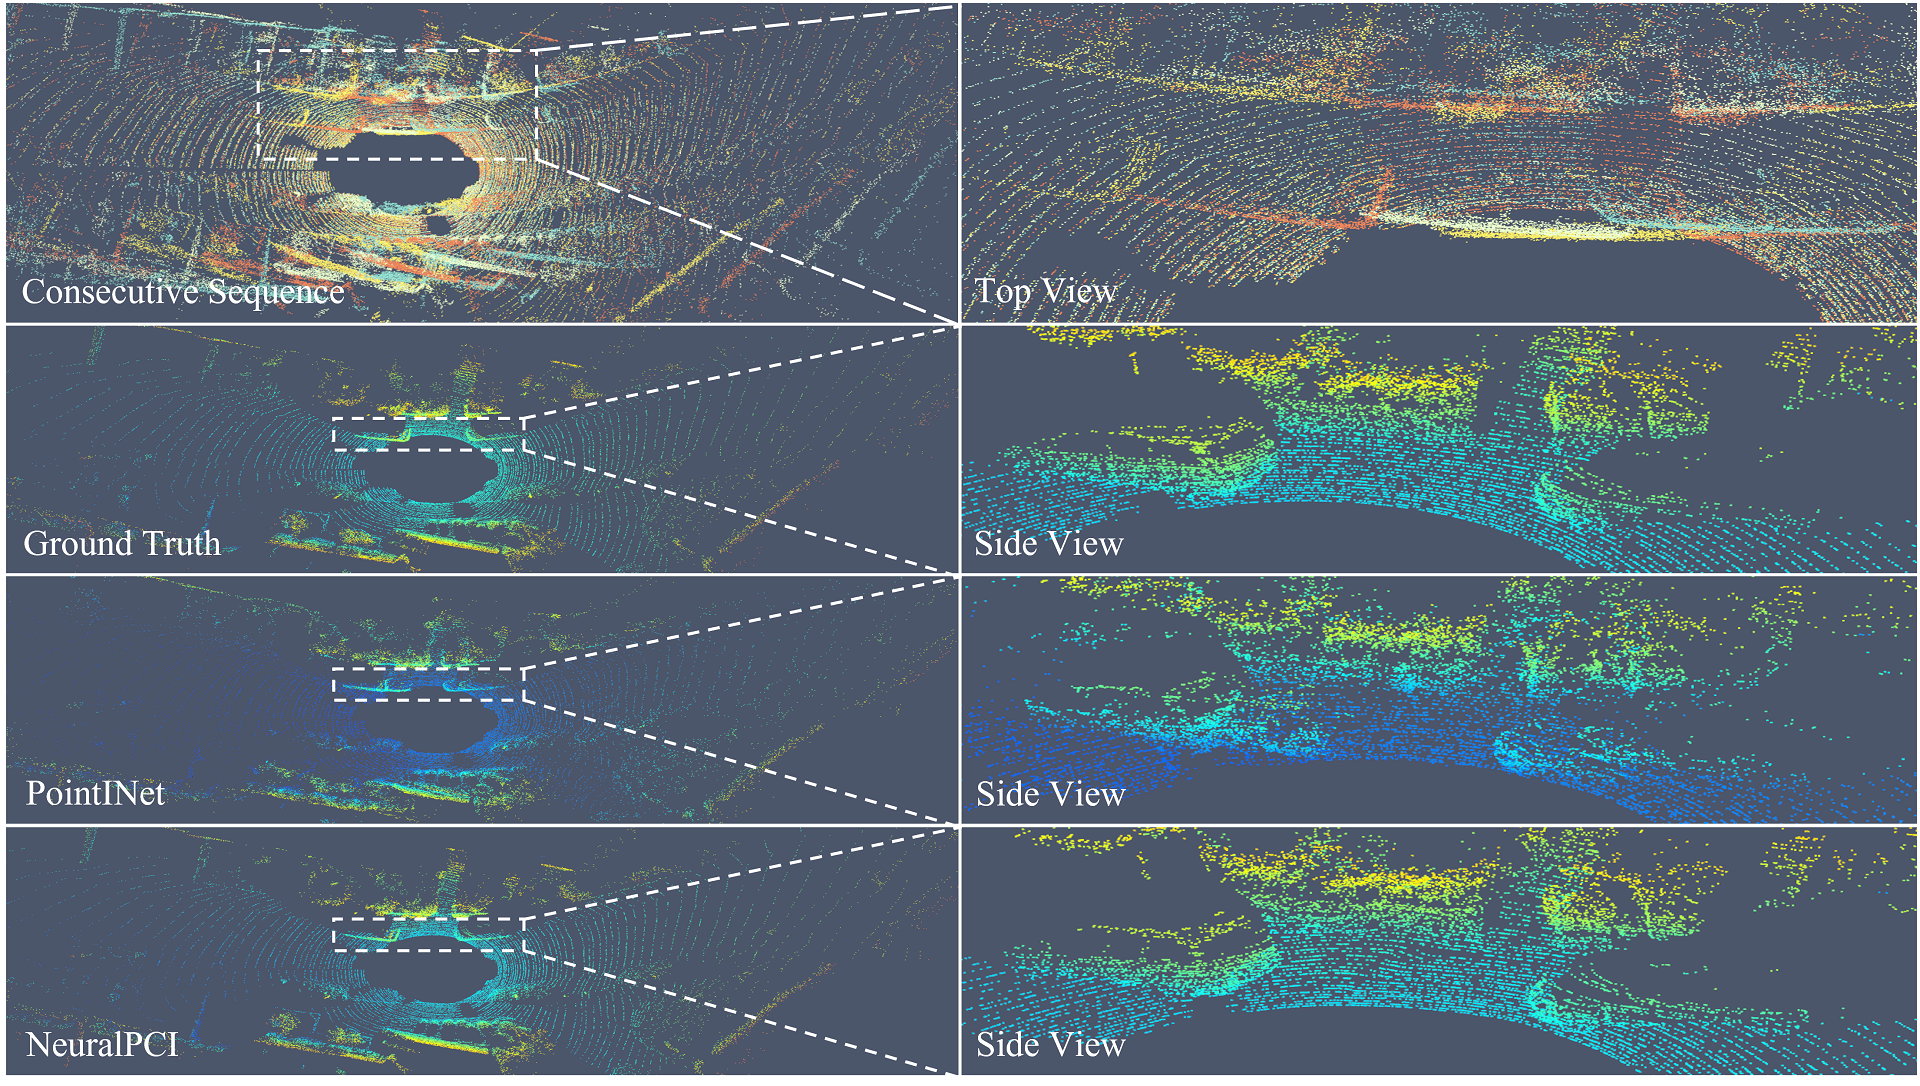 Consecutive Sequence
Top View
Ground Truth
Side View
PointINet
Side View
NeuralPCI
Side View